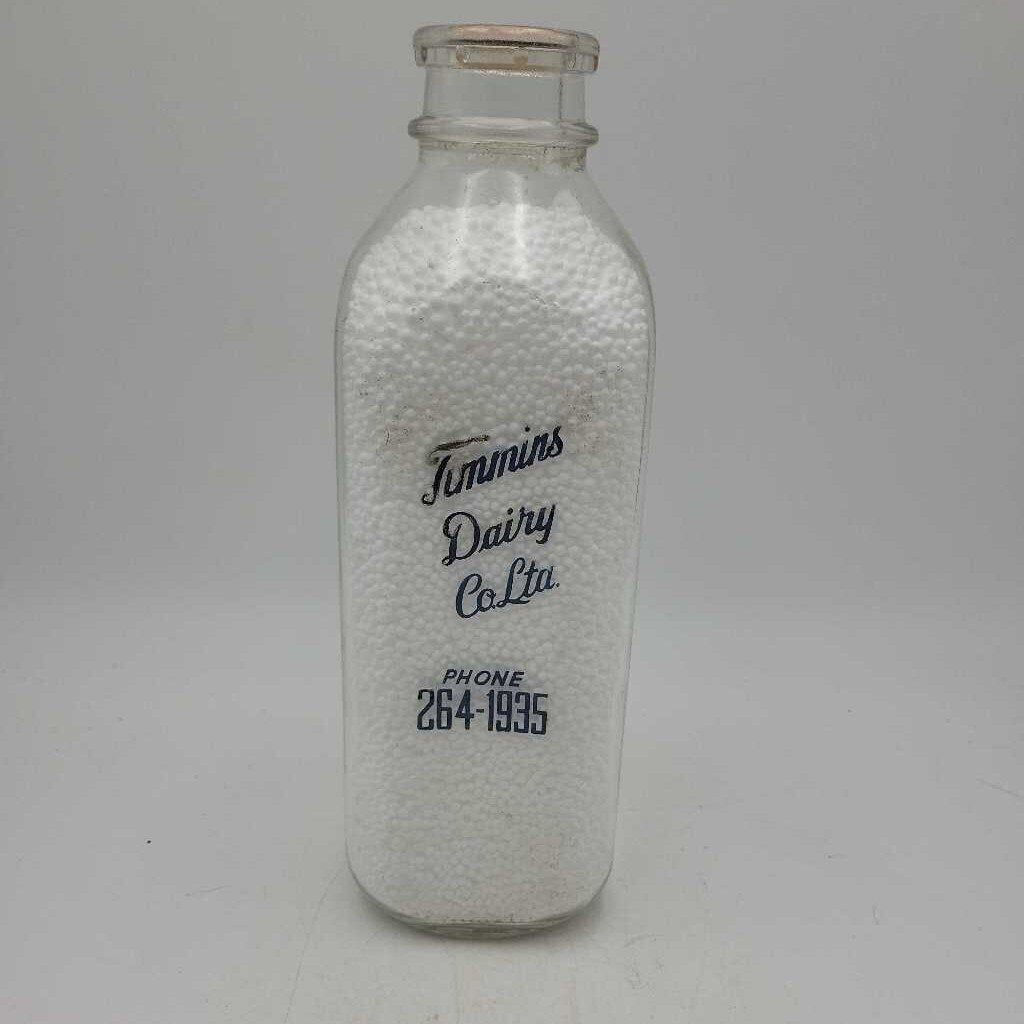 Timmins
Dairy
Co. Ltd.
PHONE
264-1935